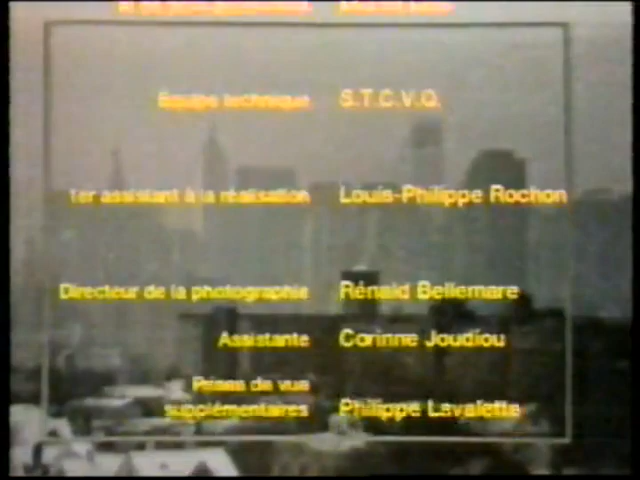 Équipe technique S.T.C.V.Q.
1er assistant à la réalisation Louis-Philippe Rochon
Directeur de la photographie Rénald Bellemare
Assistante Corinne Joudiou
Prises de vue
supplémentaires Philippe Lavalette